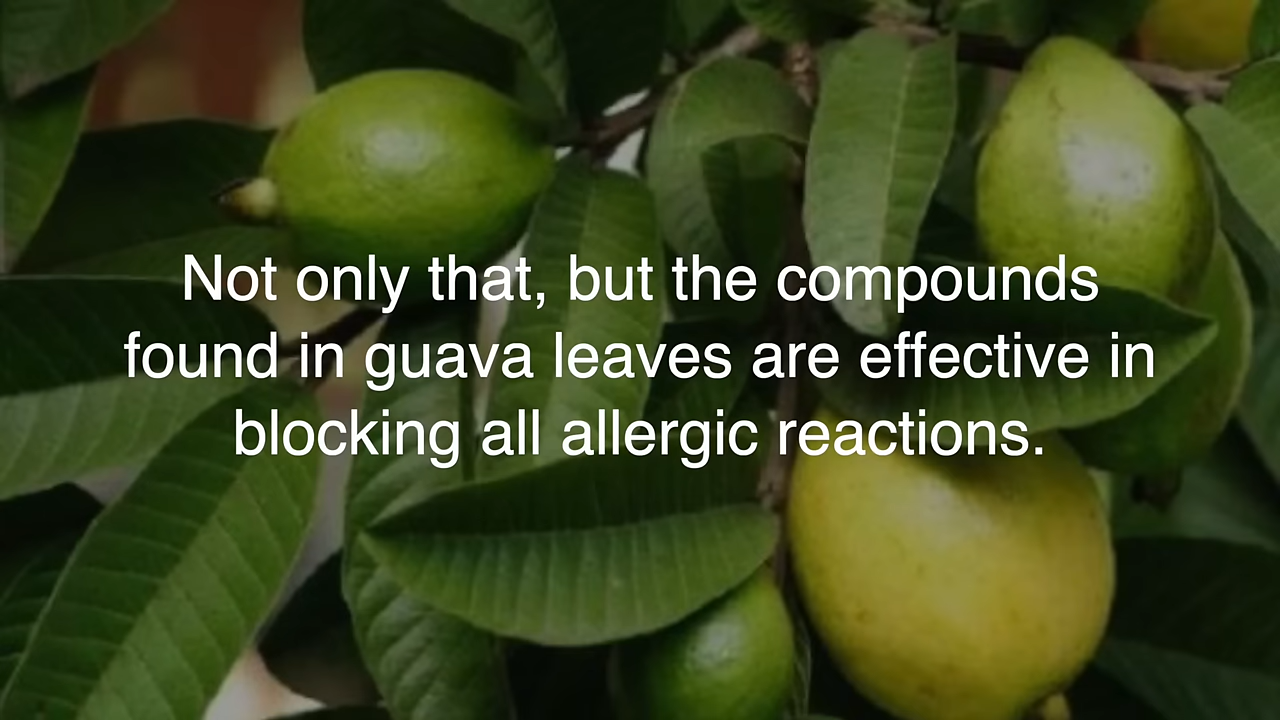 Not only that, but the compounds
found in guava leaves are effective in
blocking all allergic reactions.